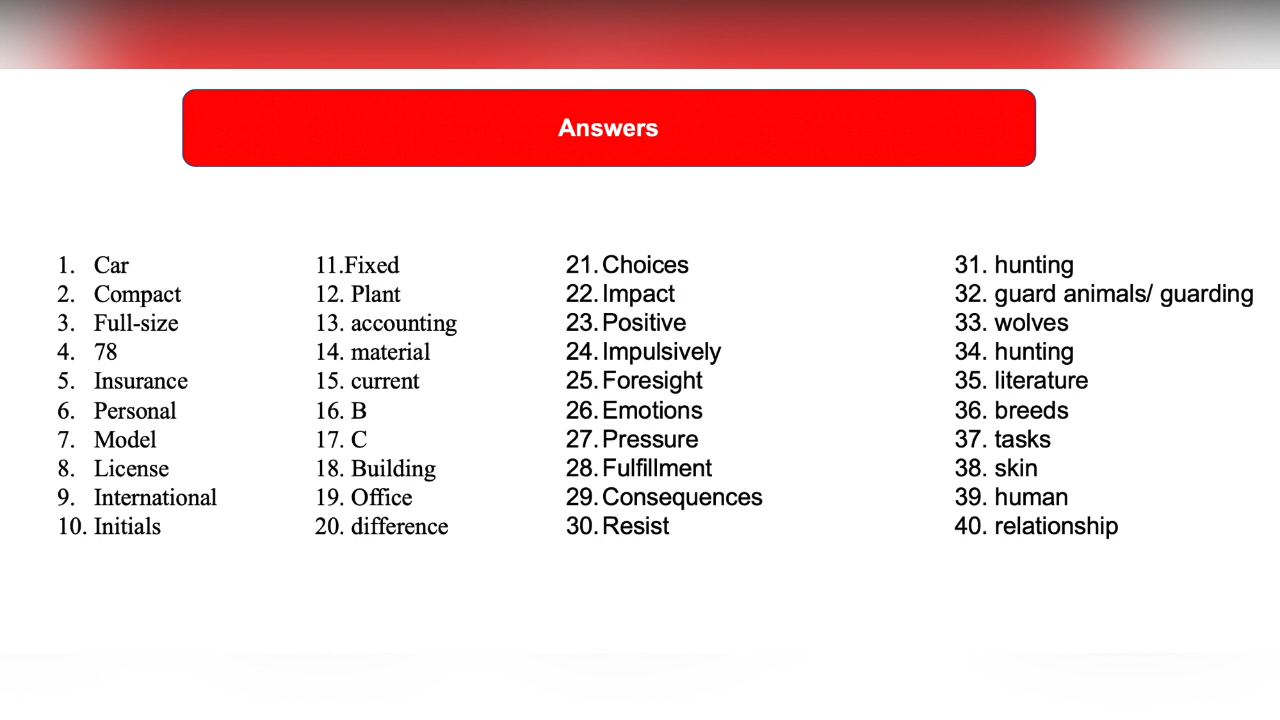 Answers
1. Car
2. Compact
3. Full-size
4. 78
5. Insurance
6. Personal
7. Model
8. License
9. International
10. Initials
11.Fixed
12. Plant
13. accounting
14. material
15. current
16. B
17. C
18. Building
19. Office
20. difference
21. Choices
22. Impact
23. Positive
24. Impulsively
25. Foresight
26. Emotions
27. Pressure
28. Fulfillment
29. Consequences
30. Resist
31. hunting
32. guard animals/ guarding
33. wolves
34. hunting
35. literature
36. breeds
37. tasks
38. skin
39. human
40. relationship